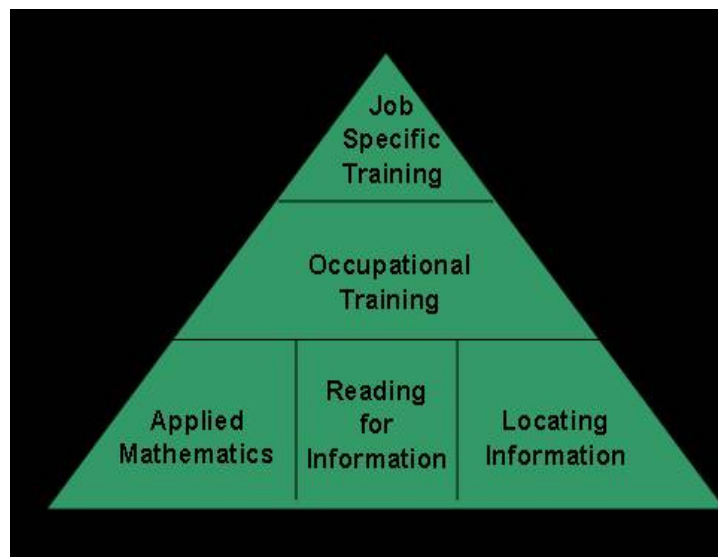 Job
Specific
Training
Occupational
Training
Applied
Mathematics
Reading
for
Information
Locating
Information